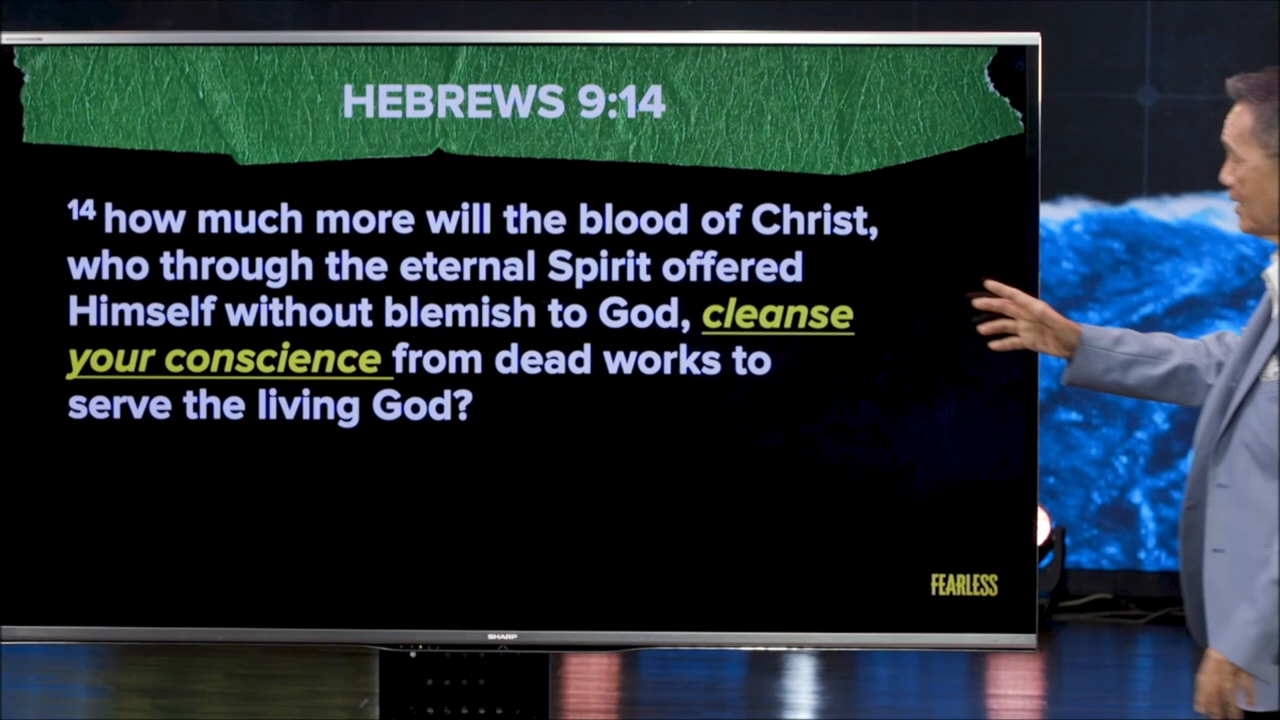 HEBREWS 9:14
14 how much more will the blood of Christ,
who through the eternal Spirit offered
Himself without blemish to God, cleanse
your conscience from dead works to
serve the living God?
FEARLESS
SHARP